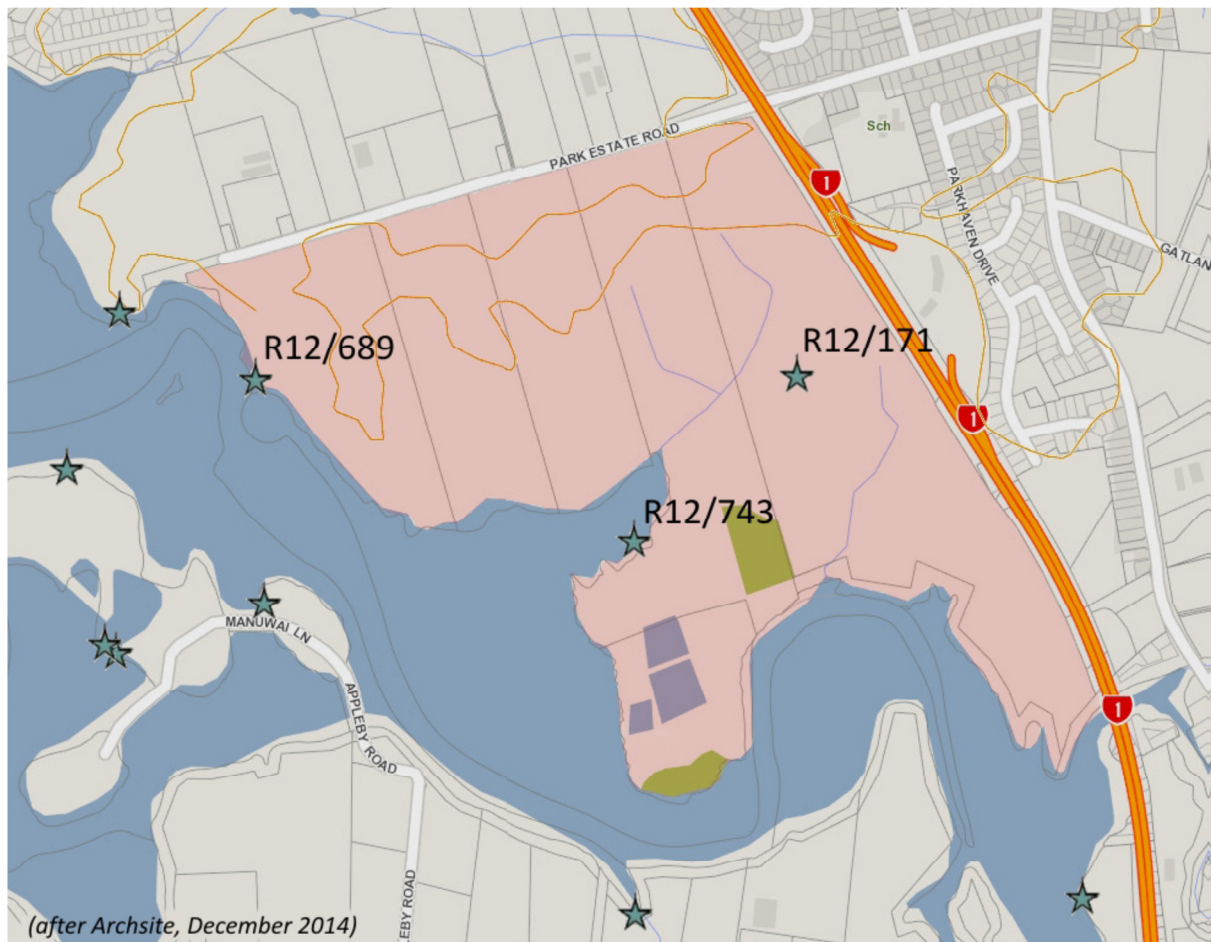 Sch
PARK ESTATE ROAD
1
PARKHAVEN DRIVE
GATLAN
R12/689
R12/171
1
R12/743
MANUWAI LN
APPLEBY ROAD
1
LEBY ROAD
(after Archsite, December 2014)